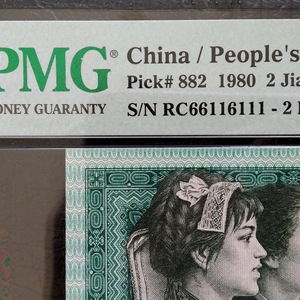 PMG®
China / People's
Pick# 882 1980 2 Jia
ONEY GUARANTY
S/N RC66116111 - 2